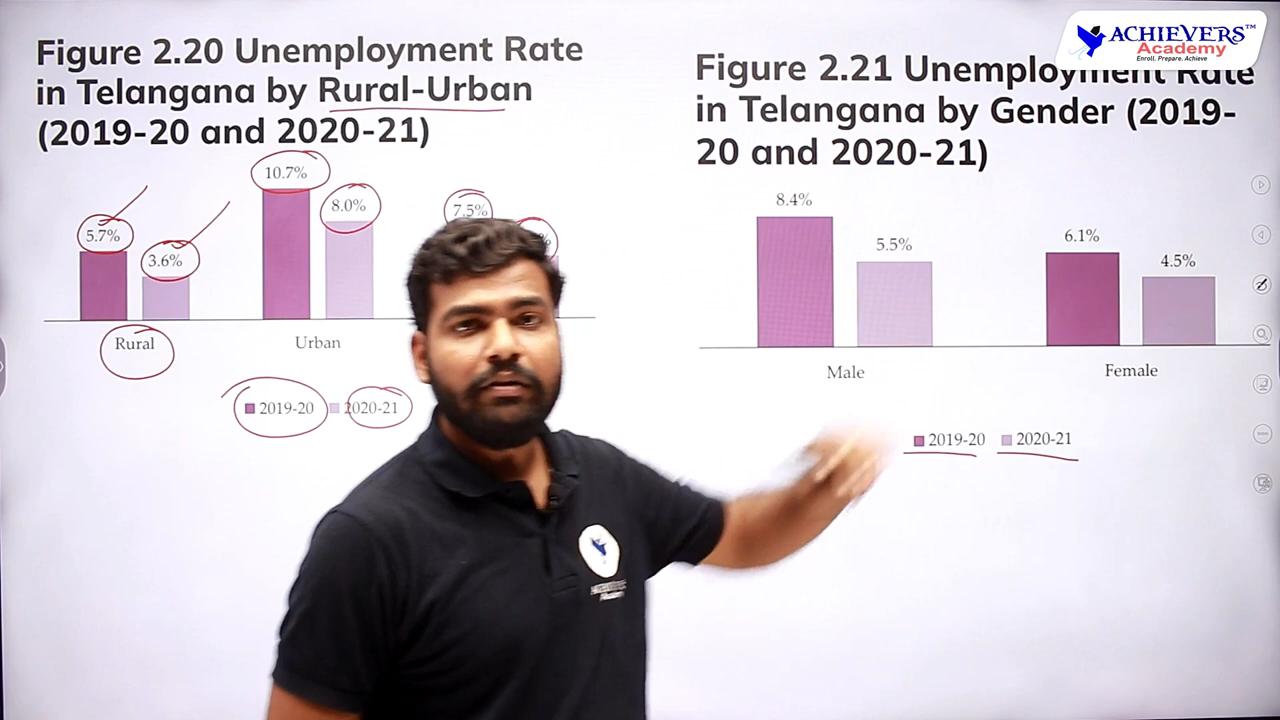 Figure 2.20 Unemployment Rate
in Telangana by Rural-Urban
(2019-20 and 2020-21)
10.7%
8.0%
7.5%
5.7%
3.6%
%
Rural
Urban
2019-20
2020-21
ACHIEVERS™
Academy
Enroll. Prepare. Achieve
Figure 2.21 Unemployment Rate
in Telangana by Gender (2019-
20 and 2020-21)
8.4%
5.5%
6.1%
4.5%
Male
Female
2019-20
2020-21